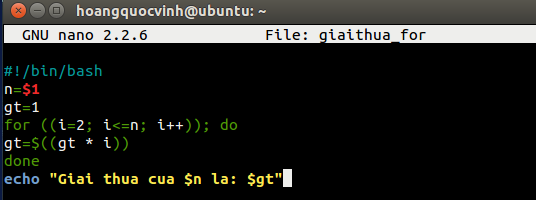 hoangquocvinh@ubuntu: ~
GNU nano 2.2.6 File: giaithua_for
#!/bin/bash
n=$1
gt=1
for ((i=2; i<=n; i++)); do
gt=$((gt * i))
done
echo "Giai thua cua $n la: $gt"